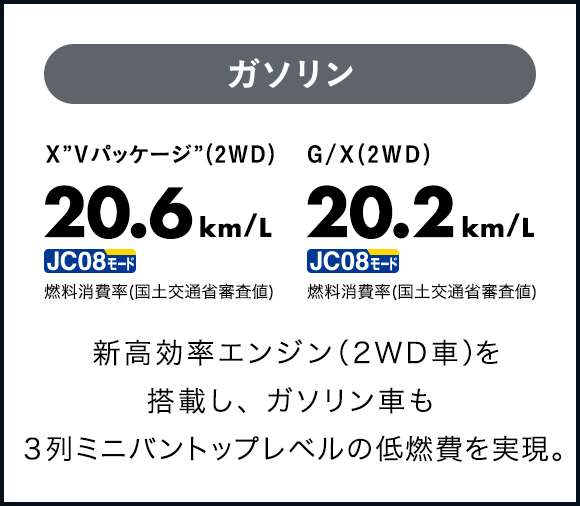 ガソリン
X”Vパッケージ”(2WD)
20.6km/L
JC08モード
燃料消費率(国土交通省審査値)
G/X(2WD)
20.2km/L
JC08モード
燃料消費率(国土交通省審査値)
新高効率エンジン(2WD車)を
搭載し、ガソリン車も
3列ミニバントップレベルの低燃費を実現。